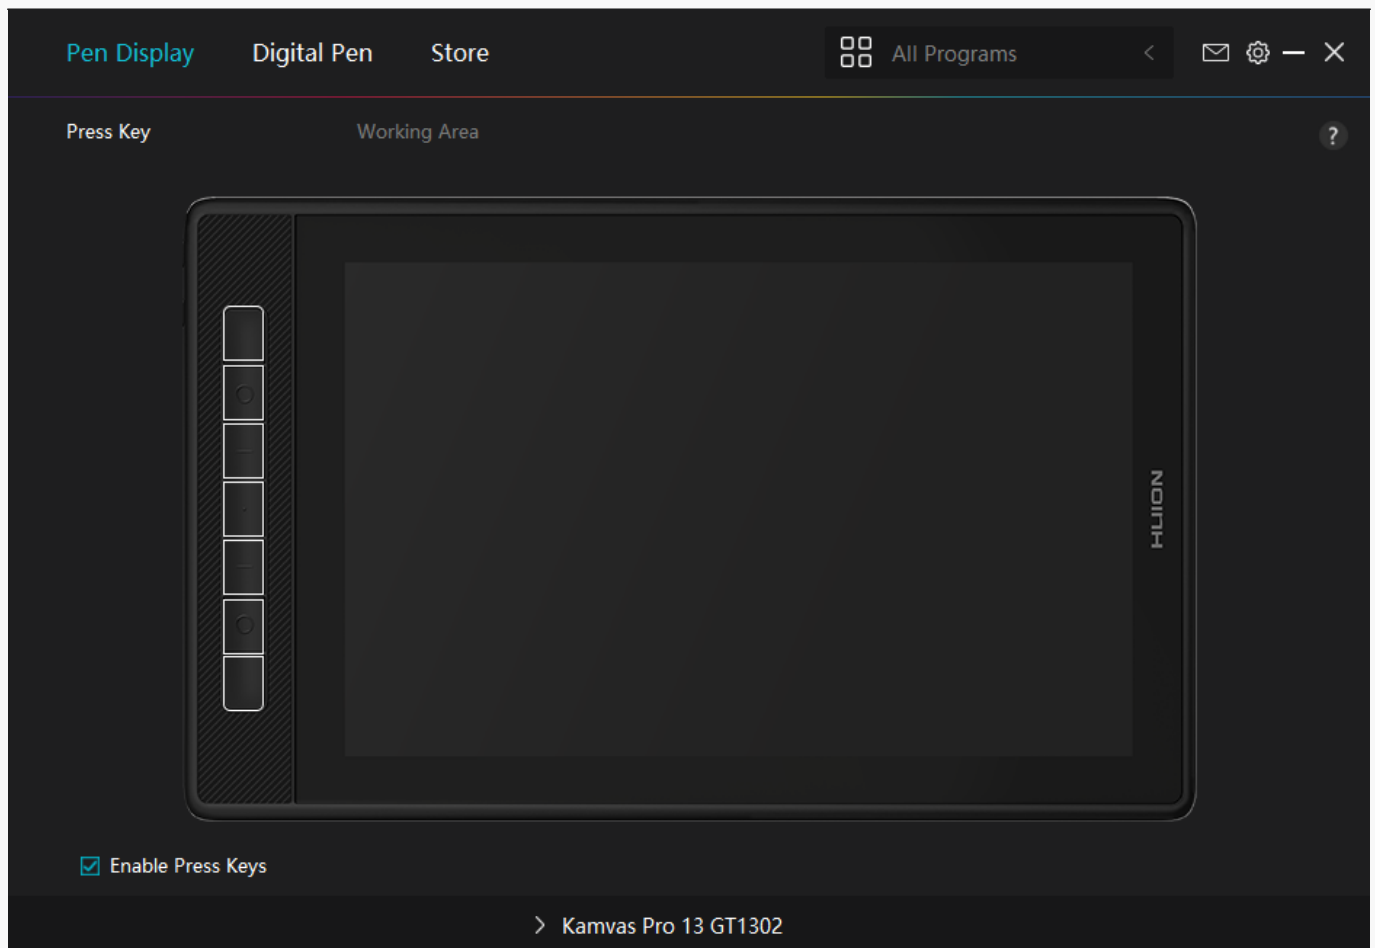 Pen Display Digital Pen Store All Programs
Press Key Working Area ?
HUION
Enable Press Keys
Kamvas Pro 13 GT1302